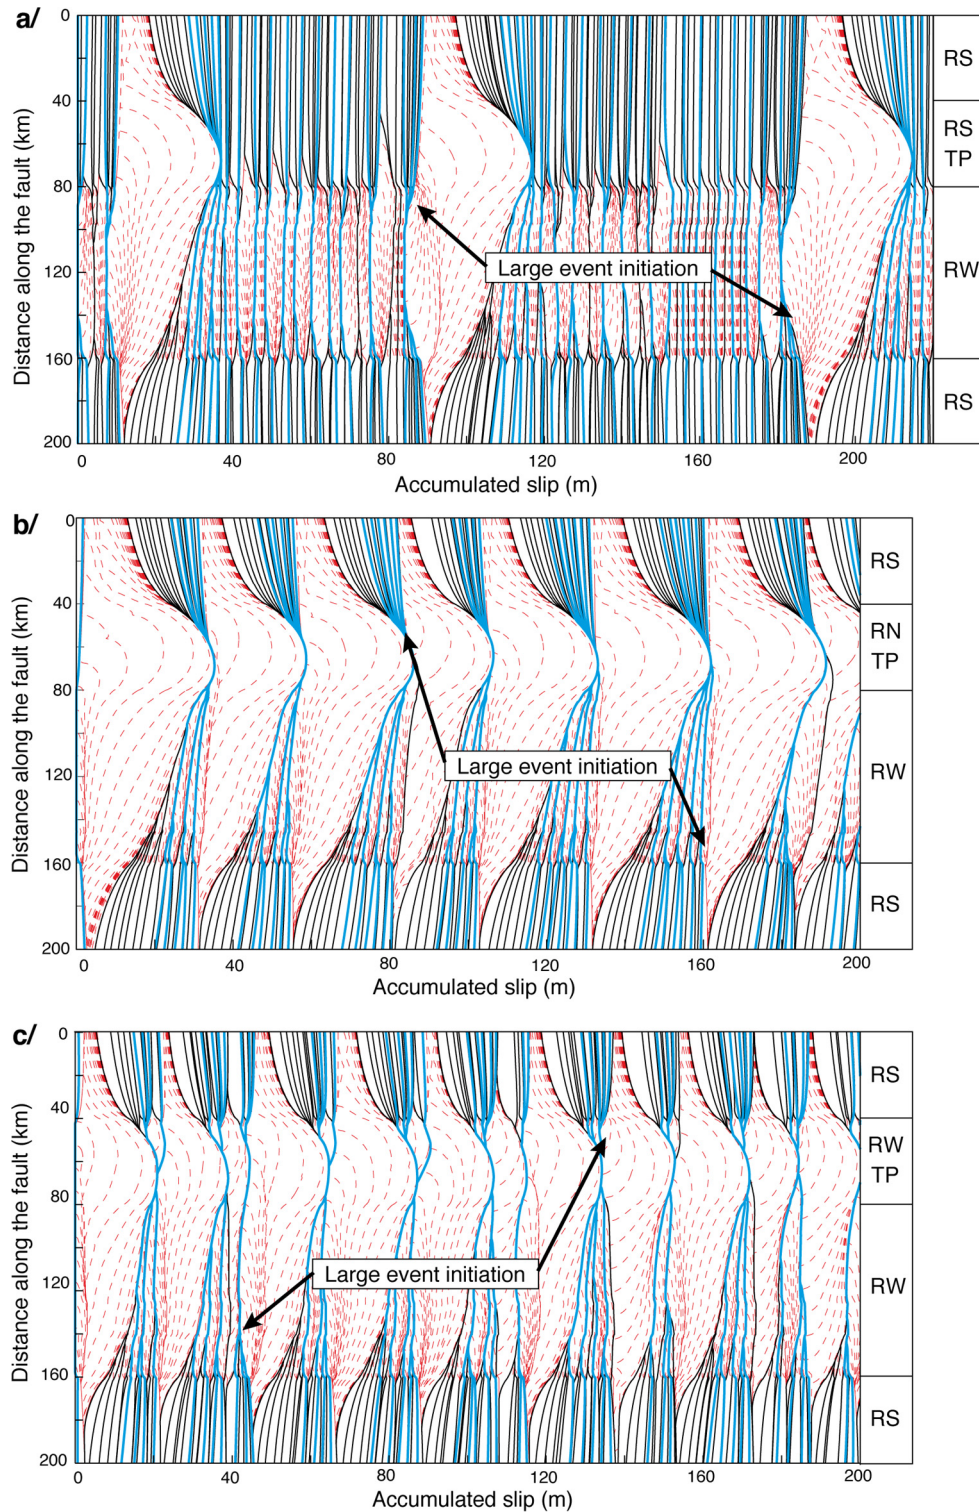 a/
0
40
80
120
160
200
Distance along the fault (km)
RS
RS
TP
RW
RS
Large event initiation
0 40 80 120 160 200
Accumulated slip (m)
b/
0
40
80
120
160
200
Distance along the fault (km)
RS
RN
TP
RW
RS
Large event initiation
0 40 80 120 160 200
Accumulated slip (m)
c/
0
40
80
120
160
200
Distance along the fault (km)
RS
RW
TP
RW
RS
Large event initiation
0 40 80 120 160 200
Accumulated slip (m)